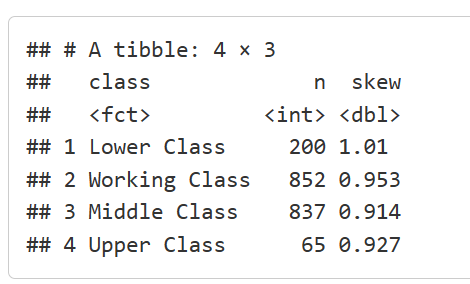 ## # A tibble: 4 × 3
##   class             n  skew
##   <fct>         <int> <dbl>
## 1 Lower Class     200 1.01
## 2 Working Class   852 0.953
## 3 Middle Class    837 0.914
## 4 Upper Class      65 0.927